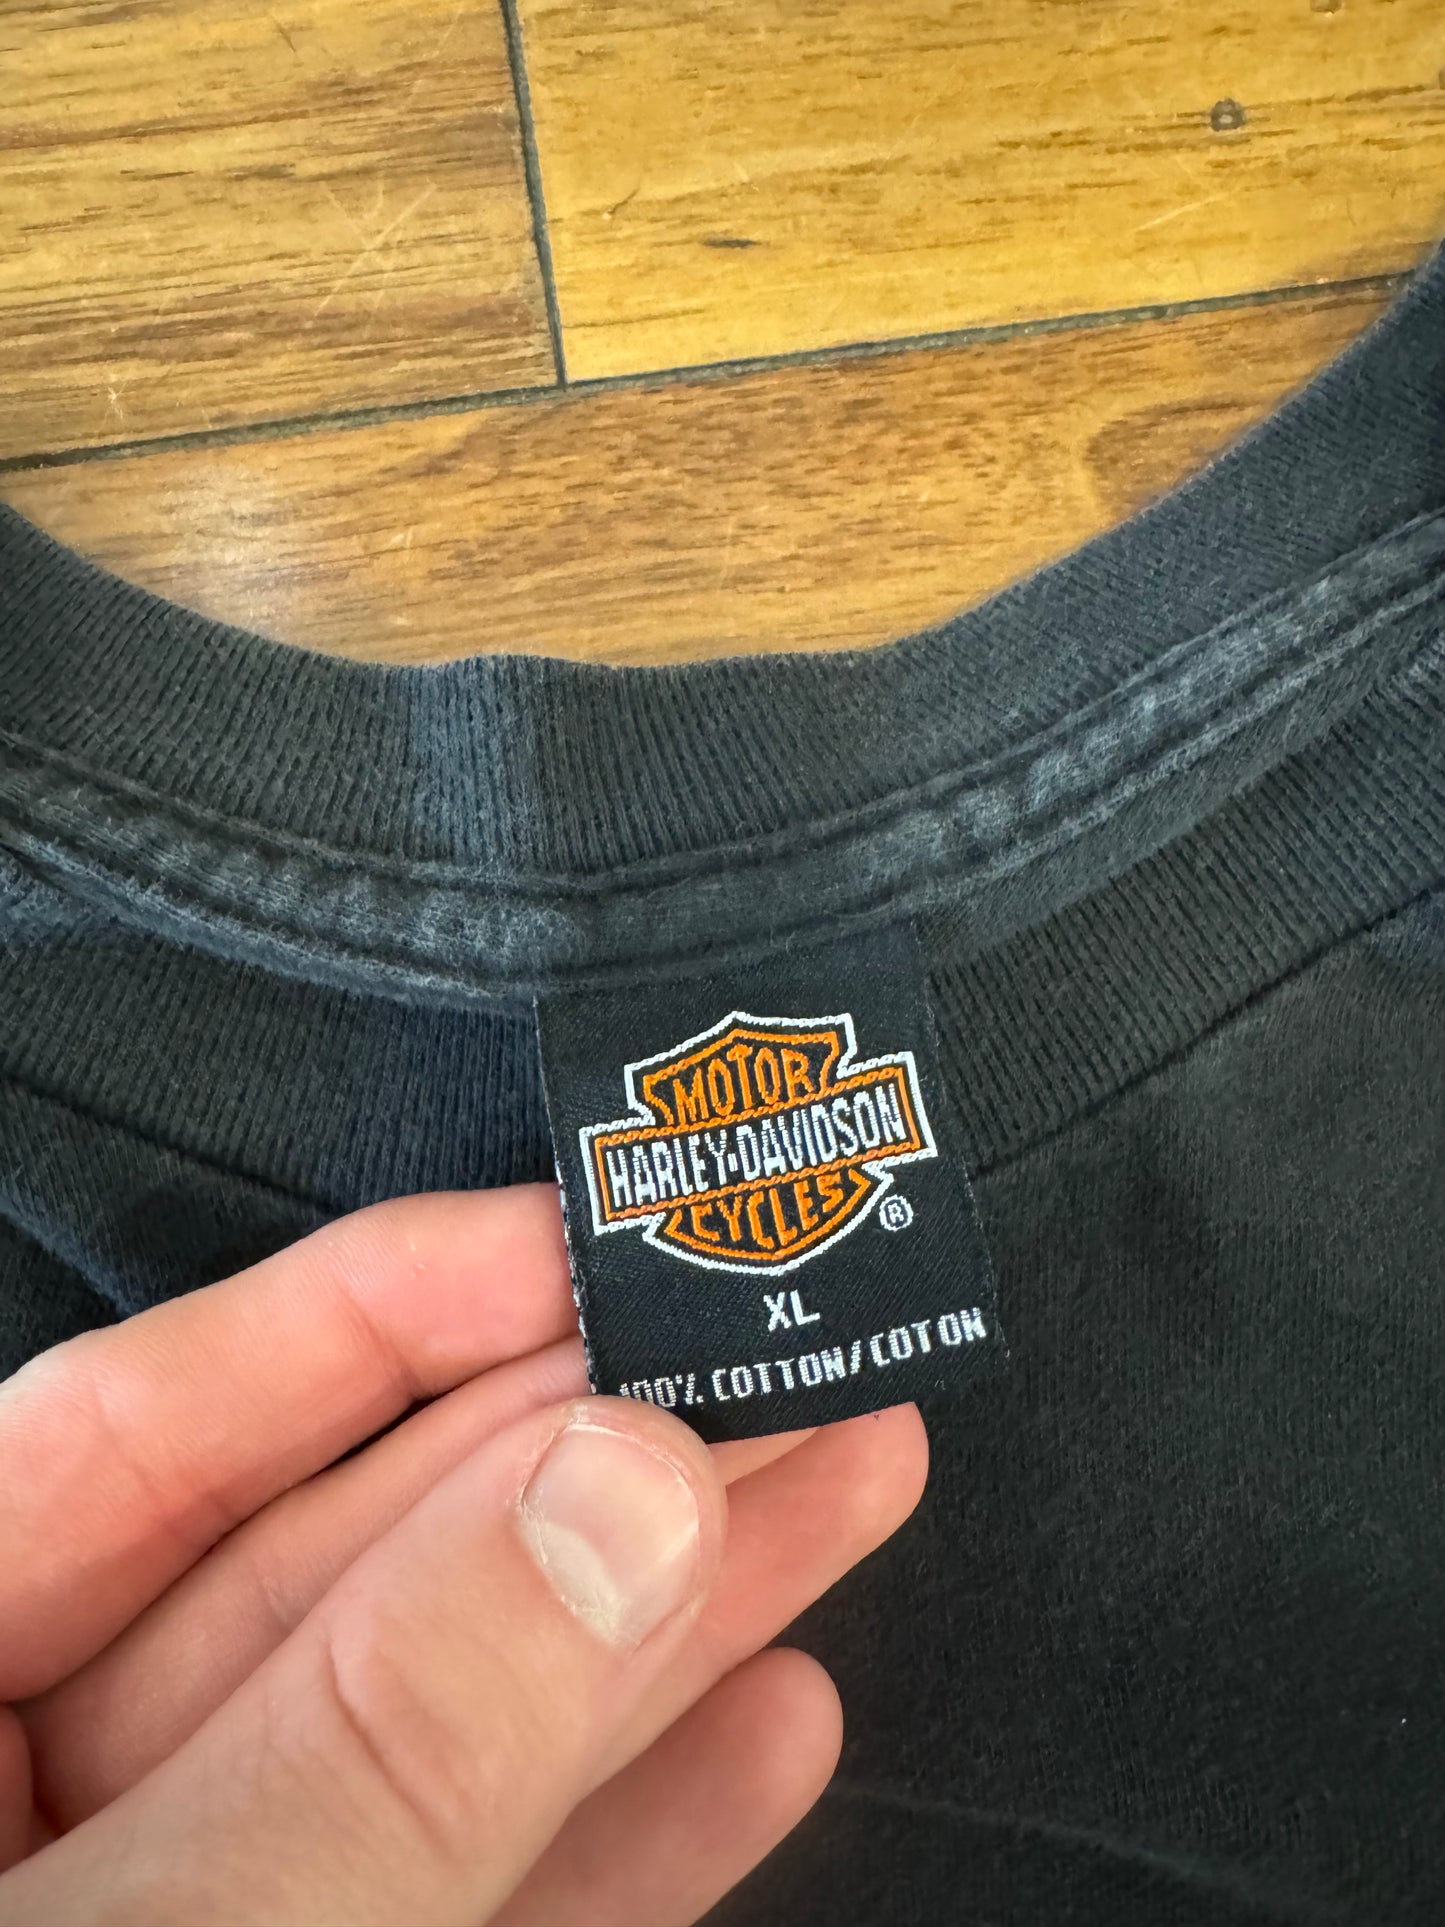 MOTOR
HARLEY-DAVIDSON
CYCLES
®
XL
100% COTTON/COTON